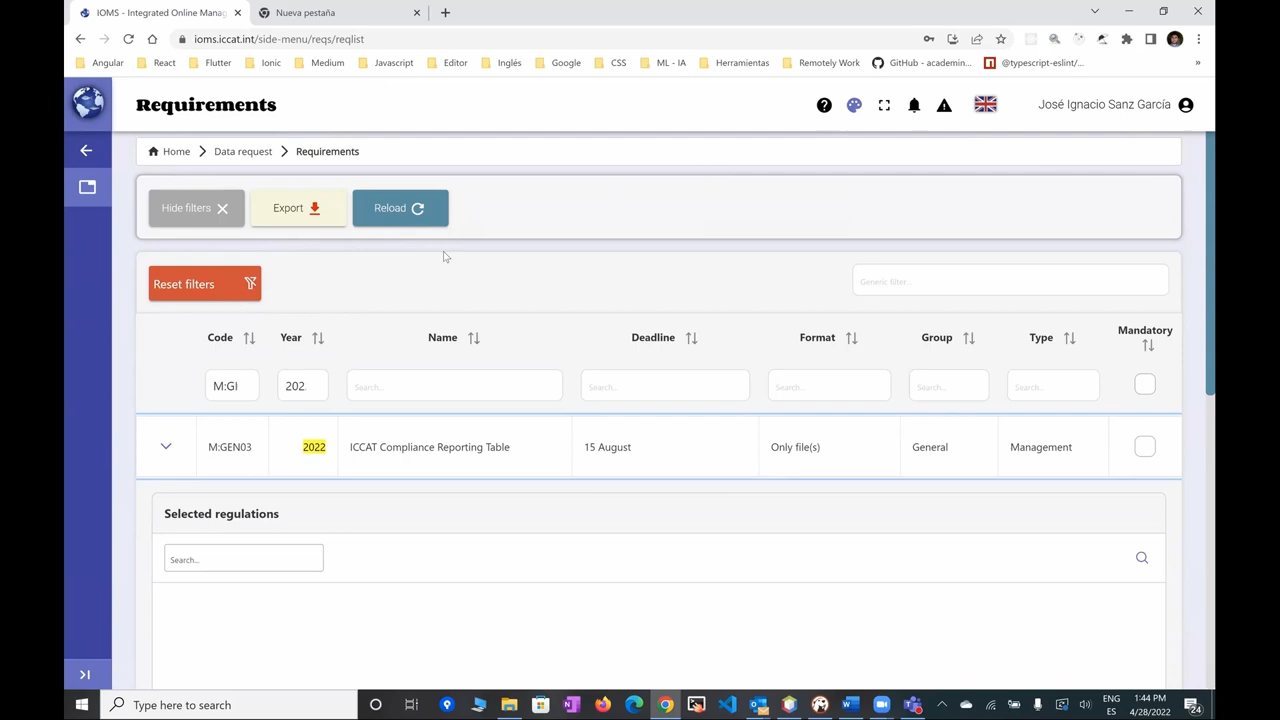 IOMS - Integrated Online Manag
Nueva pestaña
ioms.iccat.int/side-menu/reqs/reqlist
Angular
React
Flutter
Ionic
Medium
Javascript
Editor
Inglés
Google
CSS
ML - IA
Herramientas
Remotely Work
GitHub - academin...
@typescript-eslint/...
»
Requirements
José Ignacio Sanz García
Home
Data request
Requirements
Hide filters
Export
Reload
Reset filters
Generic filter...
Code
Year
Name
Deadline
Format
Group
Type
Mandatory
M:GI
202
Search...
Search...
Search...
Search...
Search...
M:GEN03
2022
ICCAT Compliance Reporting Table
15 August
Only file(s)
General
Management
Selected regulations
Search...
Type here to search
ENG
ES
1:44 PM
4/28/2022
24